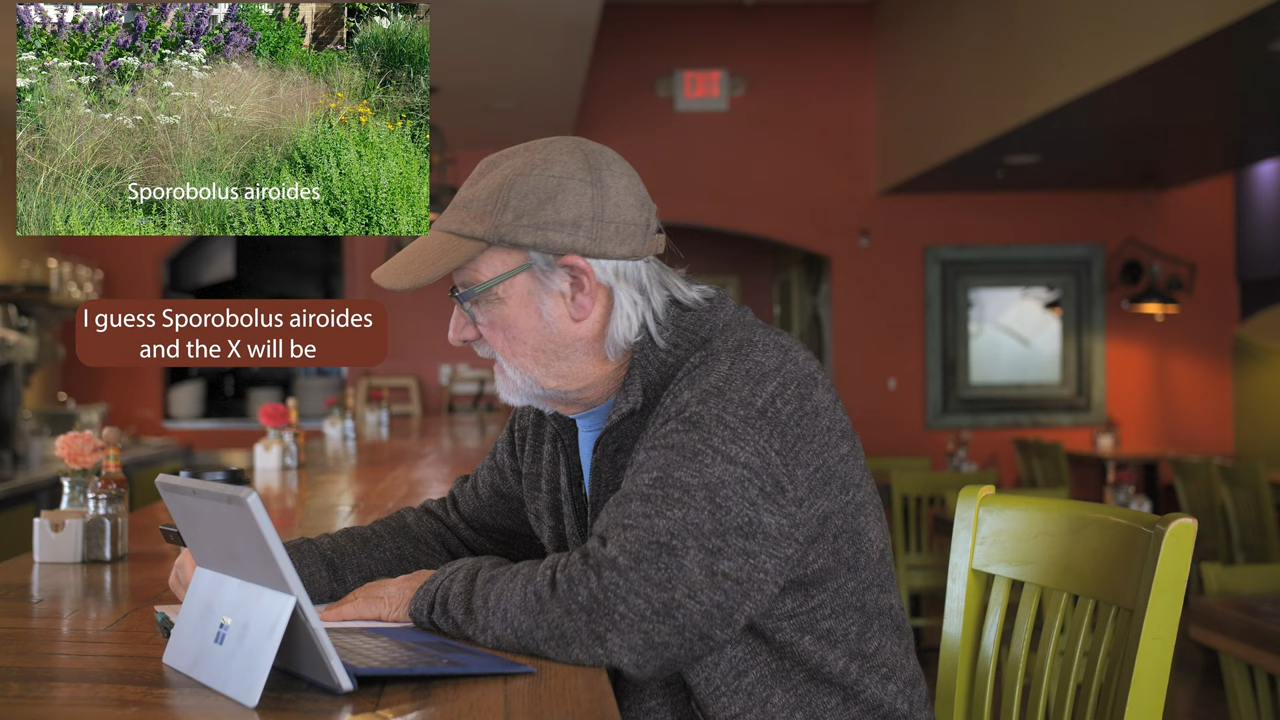 Sporobolus airoides
EXIT
I guess Sporobolus airoides
and the X will be